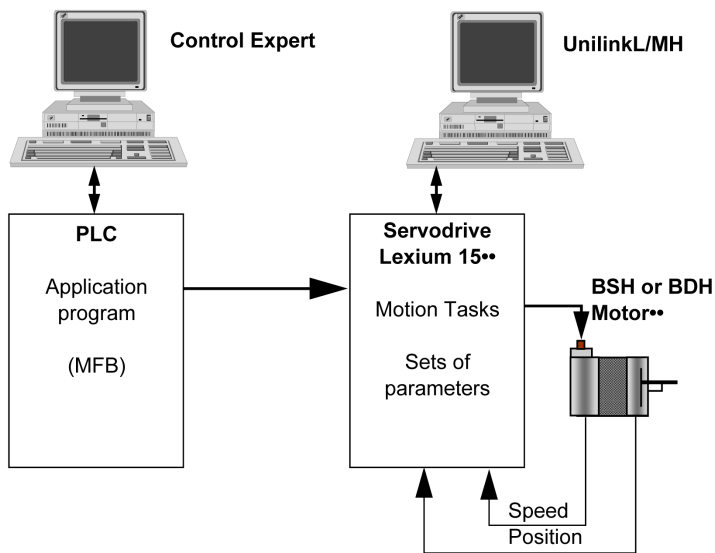 Control Expert
UnilinkL/MH
PLC
Application
program
(MFB)
Servodrive
Lexium 15••
Motion Tasks
Sets of
parameters
BSH or BDH
Motor••
Speed
Position